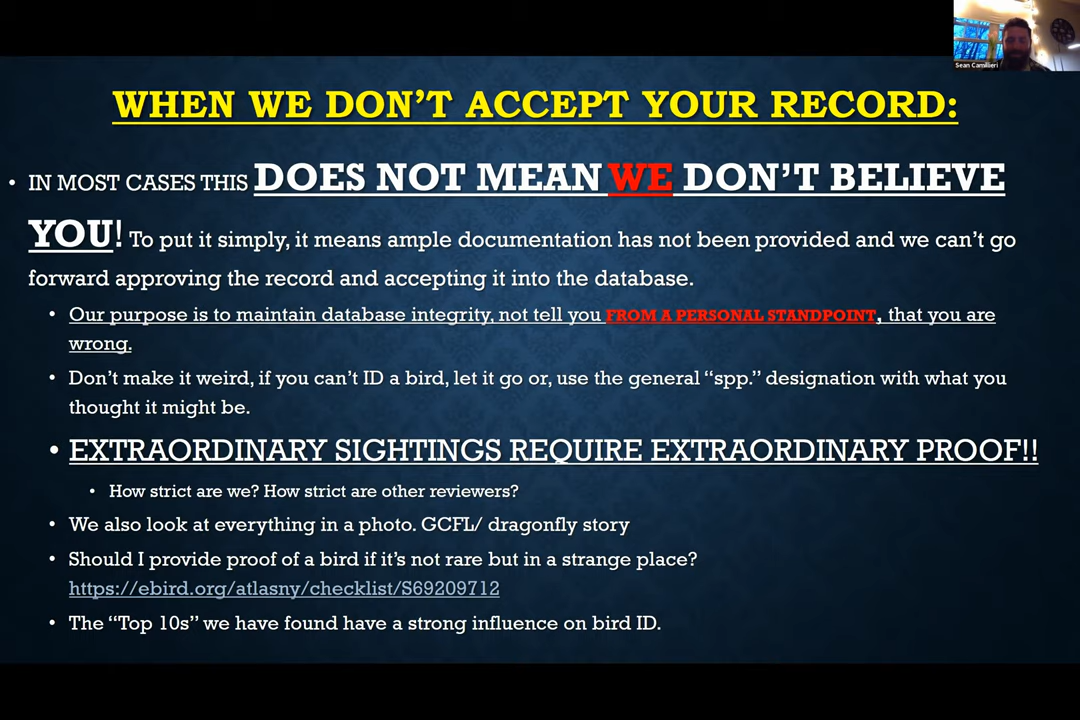 Sean Camillieri
WHEN WE DON'T ACCEPT YOUR RECORD:
• IN MOST CASES THIS DOES NOT MEAN WE DON'T BELIEVE
YOU! To put it simply, it means ample documentation has not been provided and we can't go
forward approving the record and accepting it into the database.
• Our purpose is to maintain database integrity, not tell you FROM A PERSONAL STANDPOINT, that you are
wrong.
• Don't make it weird, if you can't ID a bird, let it go or, use the general “spp.” designation with what you
thought it might be.
• EXTRAORDINARY SIGHTINGS REQUIRE EXTRAORDINARY PROOF!!
• How strict are we? How strict are other reviewers?
• We also look at everything in a photo. GCFL/ dragonfly story
• Should I provide proof of a bird if it's not rare but in a strange place?
https://ebird.org/atlasny/checklist/S69209712
• The “Top 10s” we have found have a strong influence on bird ID.